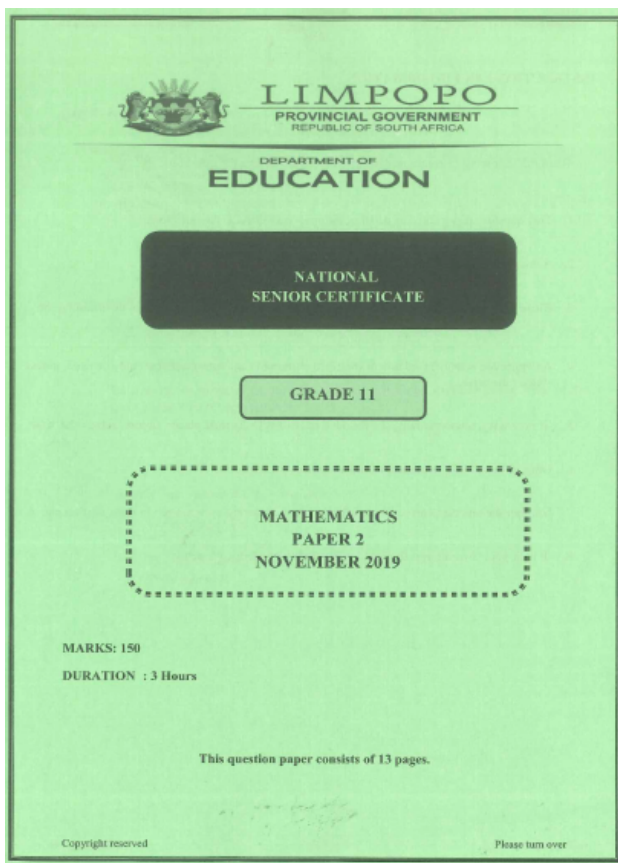 LIMPOPO
PROVINCIAL GOVERNMENT
REPUBLIC OF SOUTH AFRICA
DEPARTMENT OF
EDUCATION
NATIONAL
SENIOR CERTIFICATE
GRADE 11
MATHEMATICS
PAPER 2
NOVEMBER 2019
MARKS: 150
DURATION : 3 Hours
This question paper consists of 13 pages.
Copyright reserved
Please turn over